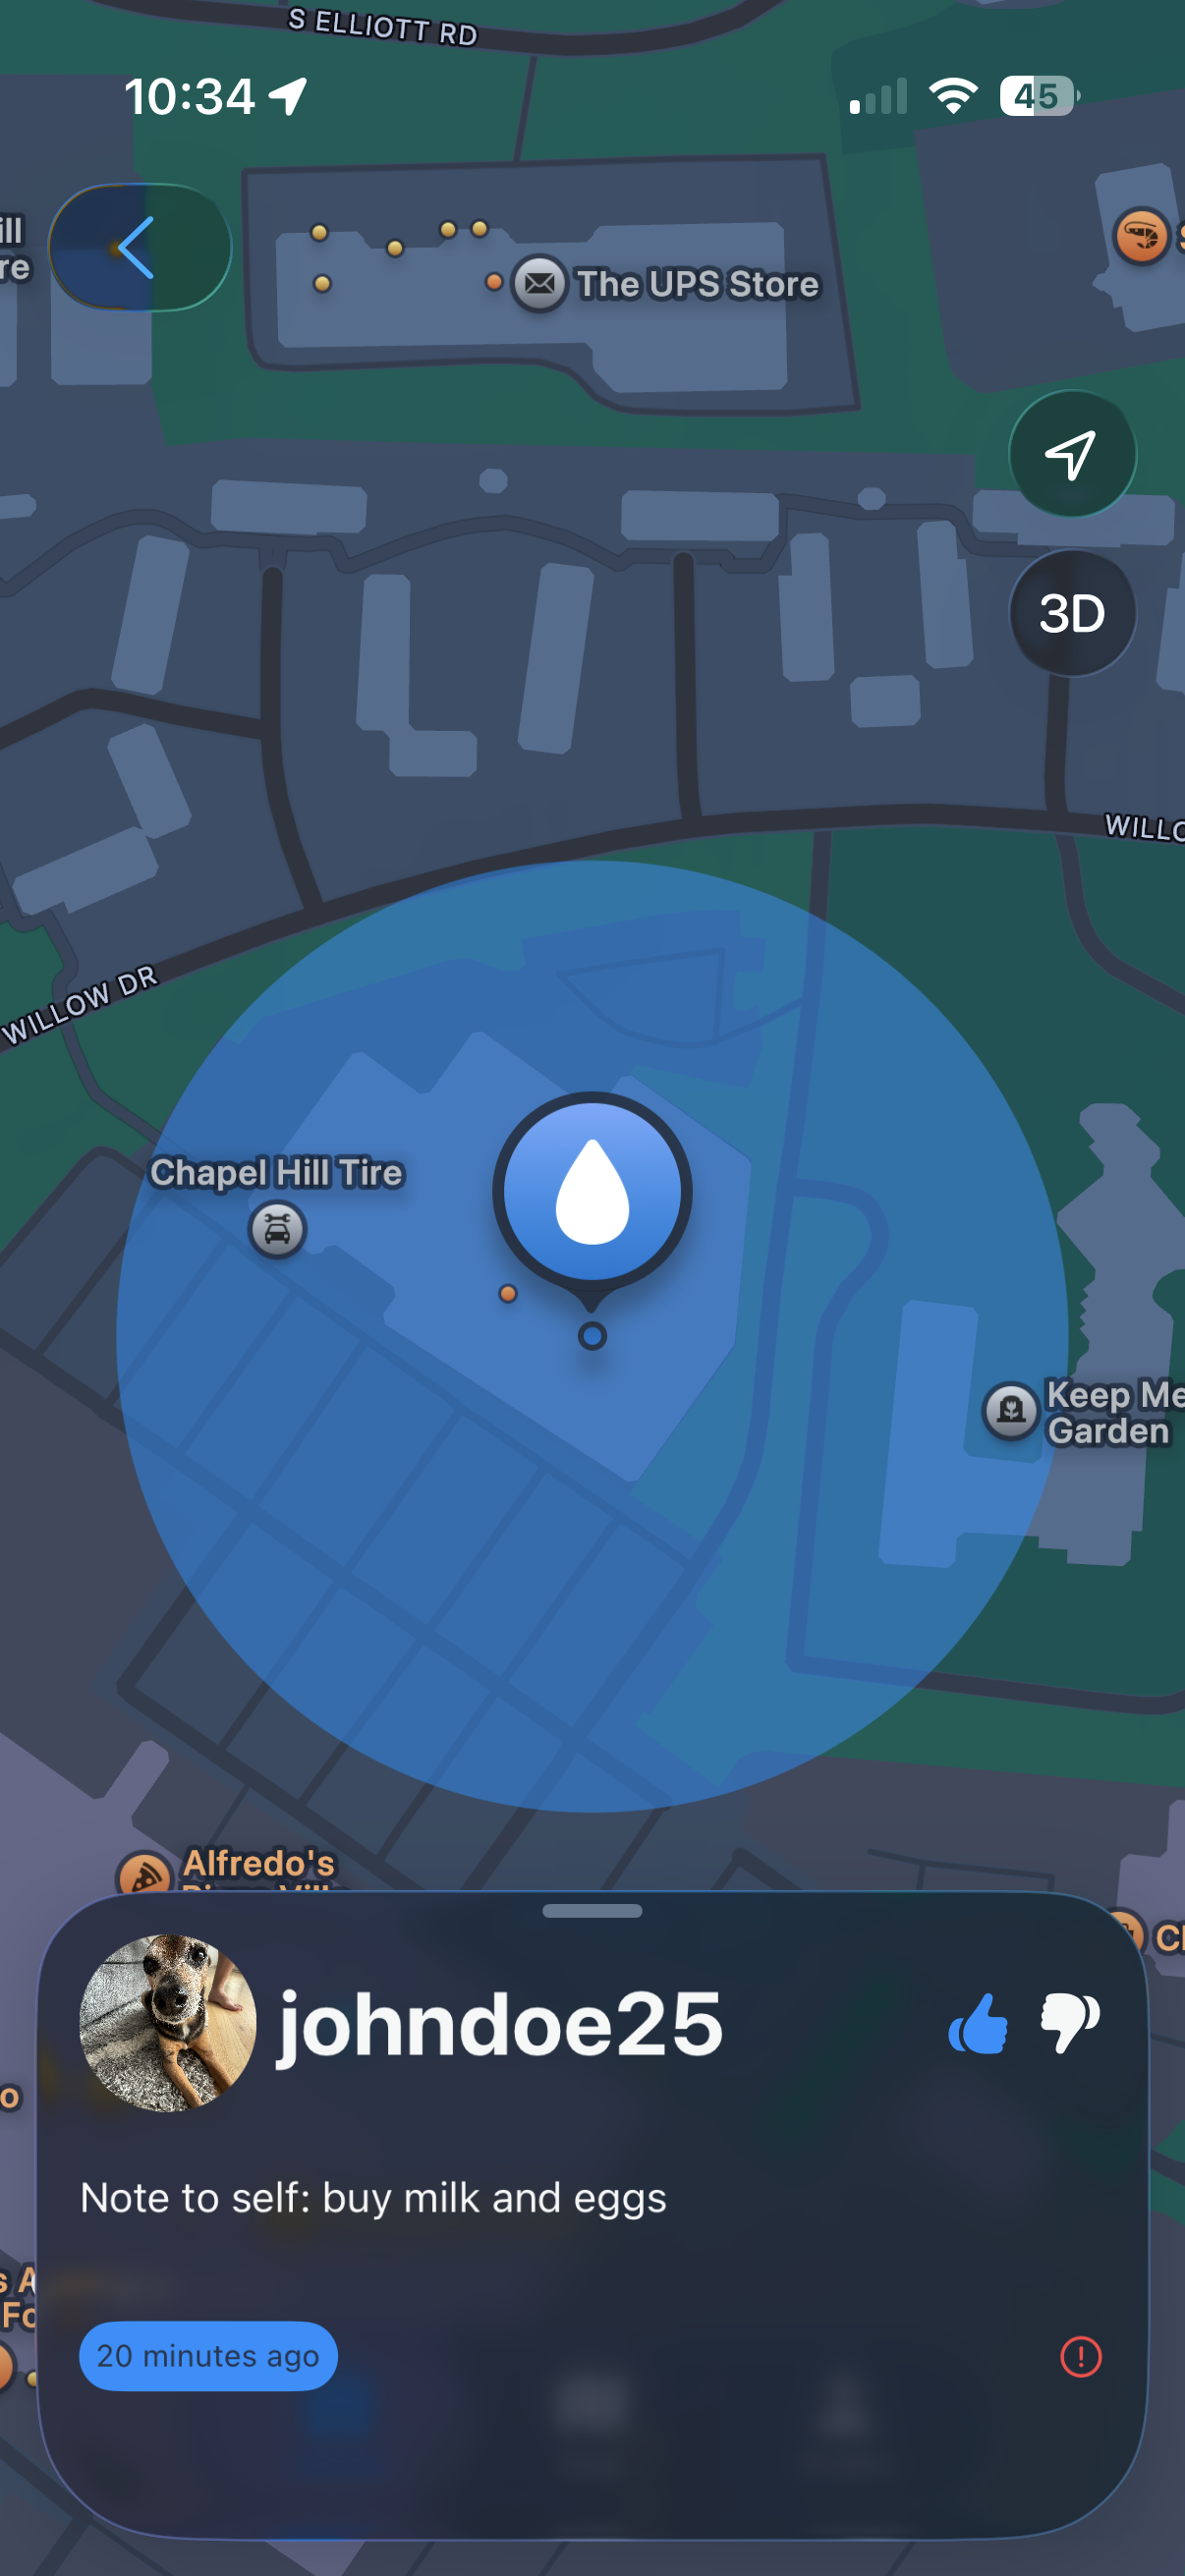 S ELLIOTT RD
10:34
45
ill
re
The UPS Store
3D
WILLOW DR
Chapel Hill Tire
Keep Me
Garden
Alfredo's
johndoe25
Note to self: buy milk and eggs
20 minutes ago